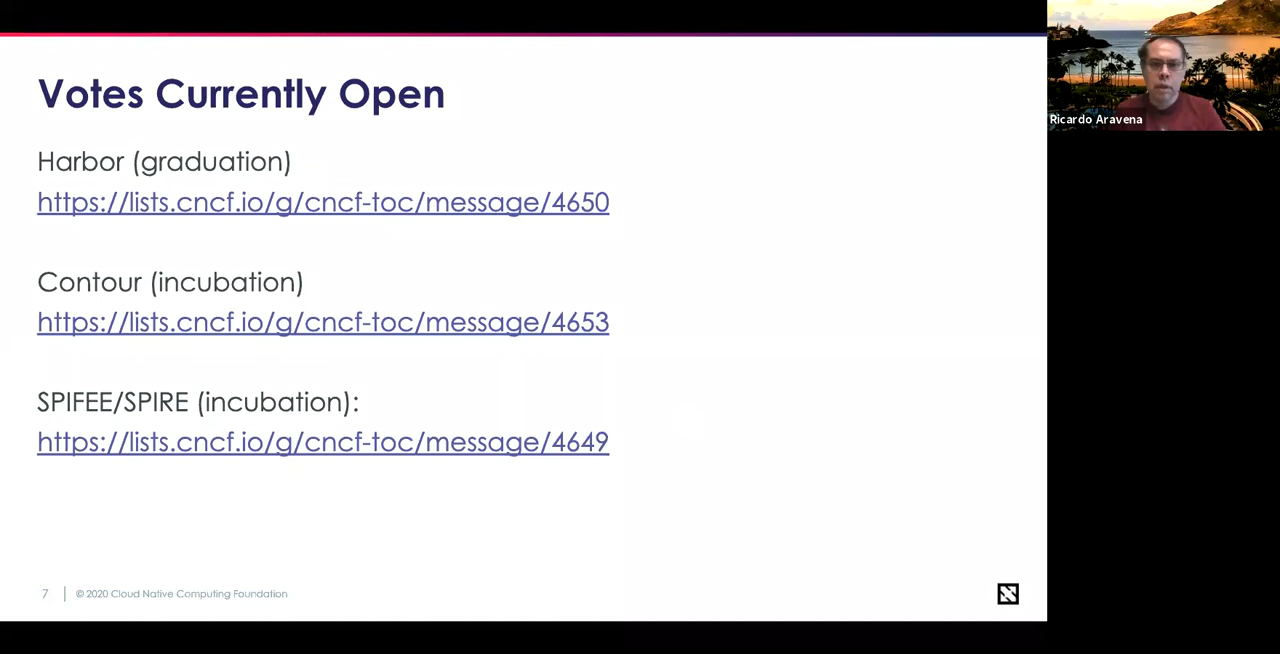 Votes Currently Open
Harbor (graduation)
https://lists.cncf.io/g/cncf-toc/message/4650
Contour (incubation)
https://lists.cncf.io/g/cncf-toc/message/4653
SPIFEE/SPIRE (incubation):
https://lists.cncf.io/g/cncf-toc/message/4649
7
© 2020 Cloud Native Computing Foundation
Ricardo Aravena